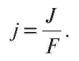 j = J/F.